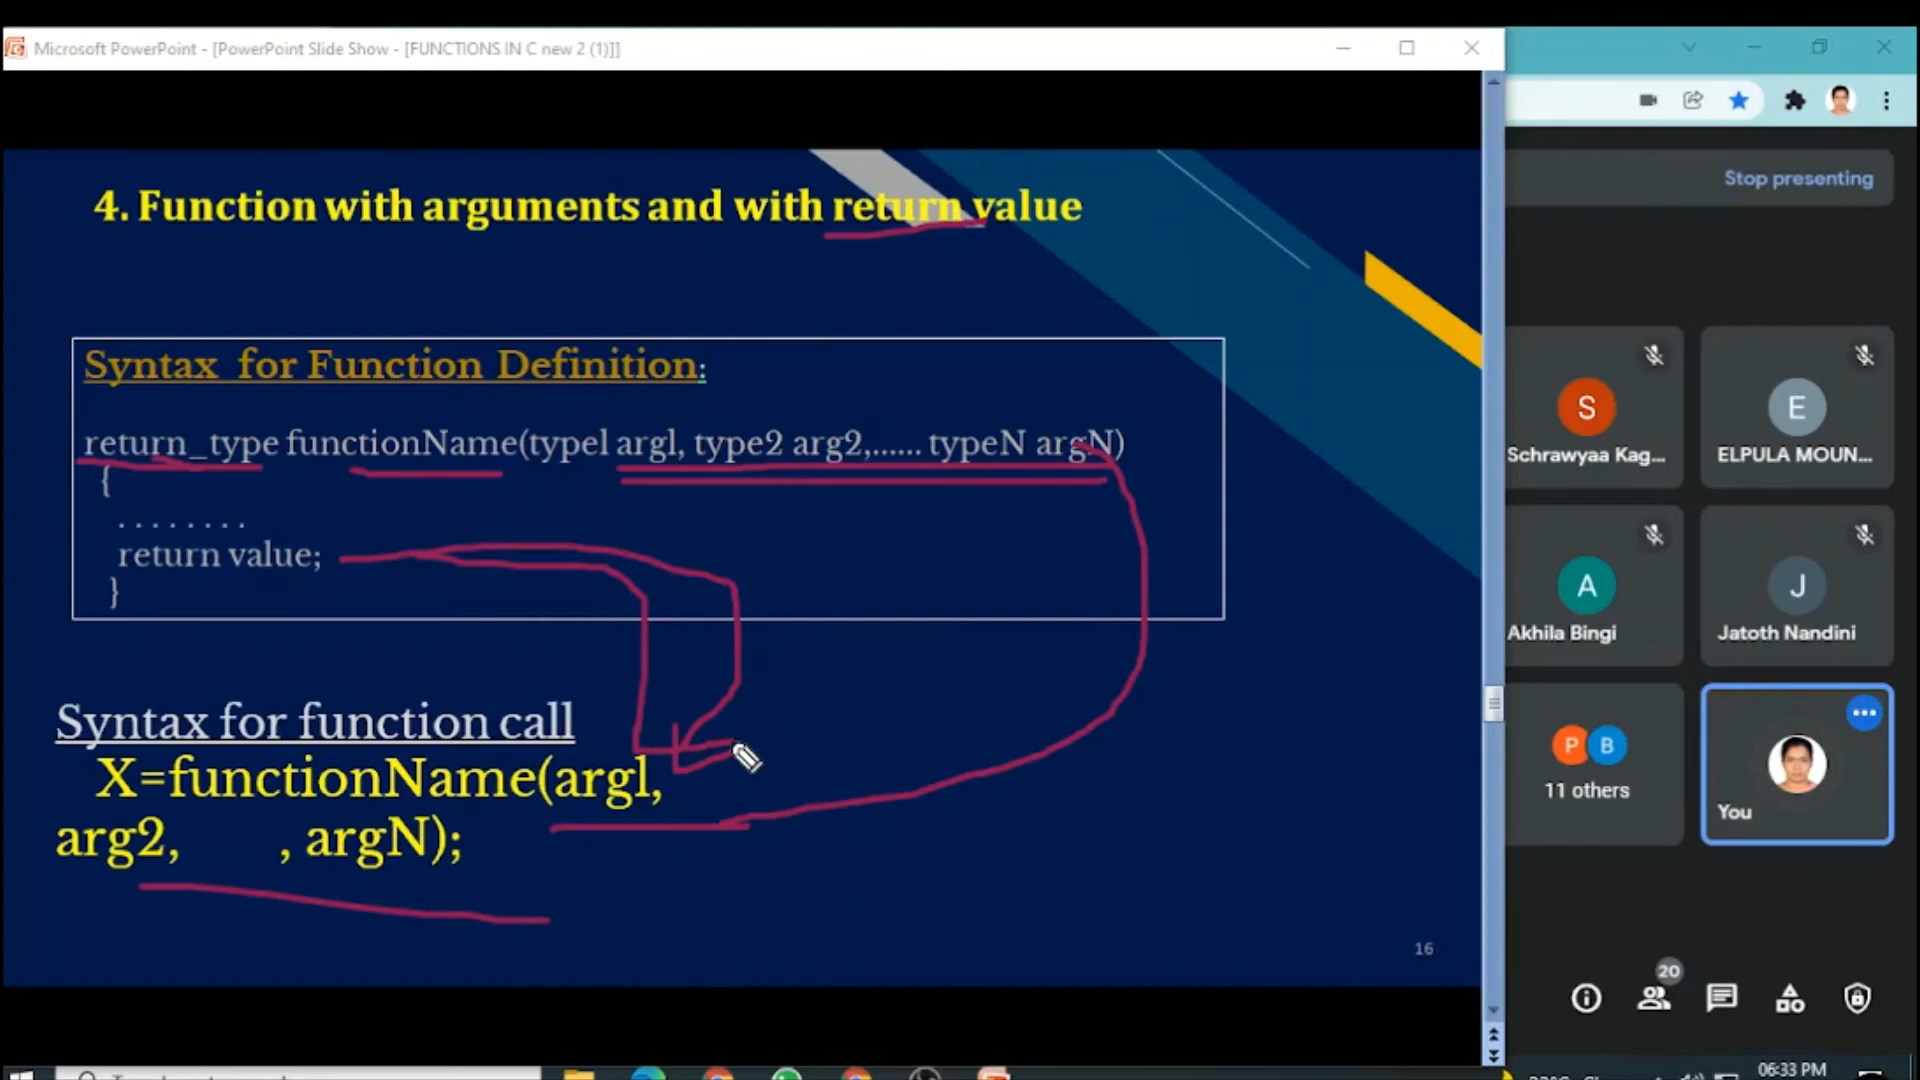 Microsoft PowerPoint - [PowerPoint Slide Show - [FUNCTIONS IN C new 2 (1)]]
Stop presenting
4. Function with arguments and with return value
Syntax for Function Definition:
return_type functionName(type1 arg1, type2 arg2,...... typeN argN)
{
. . . . . . . .
return value;
}
Syntax for function call
X=functionName(arg1,
arg2, , argN);
16
S
Schrawyaa Kag...
E
ELPULA MOUN...
A
Akhila Bingi
J
Jatoth Nandini
P B
11 others
You
20
06:33 PM